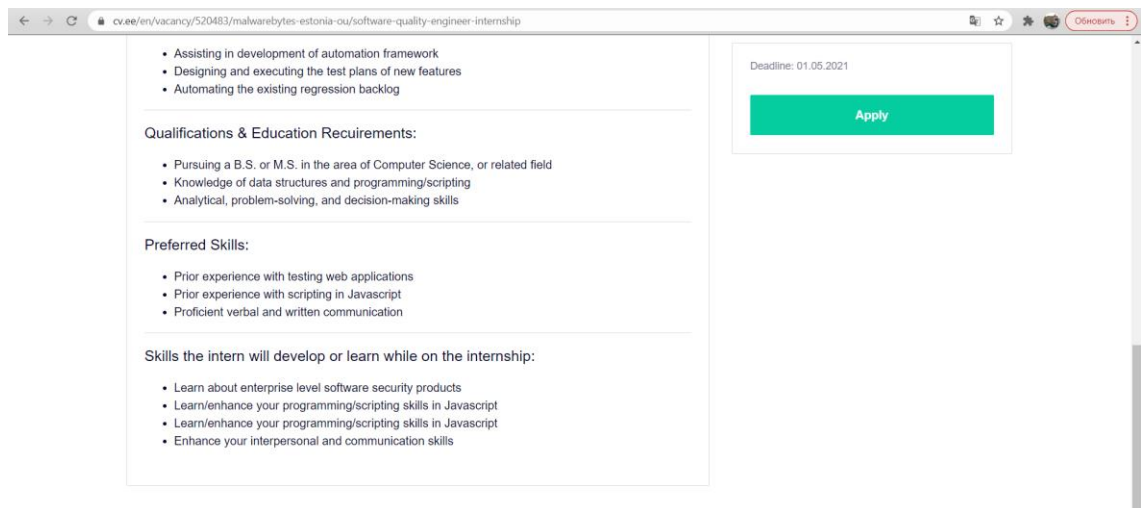 cv.ee/en/vacancy/520483/malwarebytes-estonia-ou/software-quality-engineer-internship
Обновить
• Assisting in development of automation framework
• Designing and executing the test plans of new features
• Automating the existing regression backlog
Qualifications & Education Recuirements:
• Pursuing a B.S. or M.S. in the area of Computer Science, or related field
• Knowledge of data structures and programming/scripting
• Analytical, problem-solving, and decision-making skills
Preferred Skills:
• Prior experience with testing web applications
• Prior experience with scripting in Javascript
• Proficient verbal and written communication
Skills the intern will develop or learn while on the internship:
• Learn about enterprise level software security products
• Learn/enhance your programming/scripting skills in Javascript
• Learn/enhance your programming/scripting skills in Javascript
• Enhance your interpersonal and communication skills
Deadline: 01.05.2021
Apply